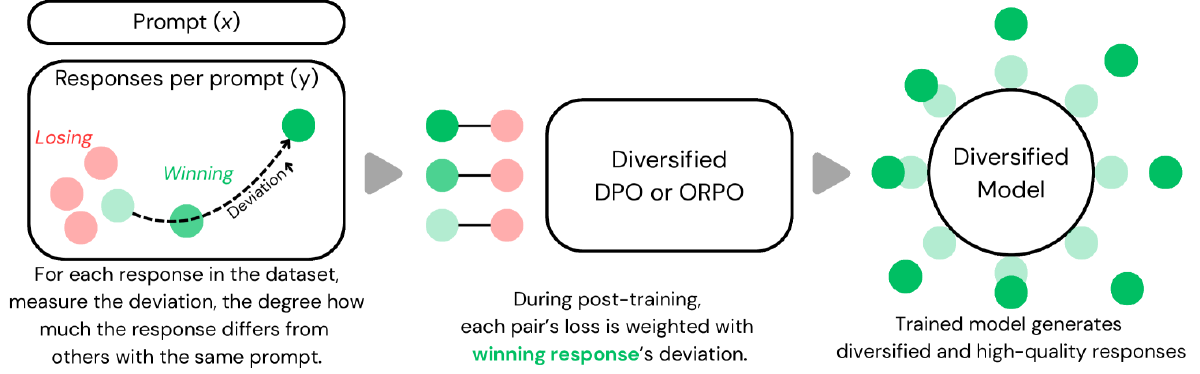 Prompt (x)
Responses per prompt (y)
Losing
Winning
Deviation↗
For each response in the dataset,
measure the deviation, the degree how
much the response differs from
others with the same prompt.
Diversified
DPO or ORPO
During post-training,
each pair's loss is weighted with
winning response's deviation.
Diversified
Model
Trained model generates
diversified and high-quality responses